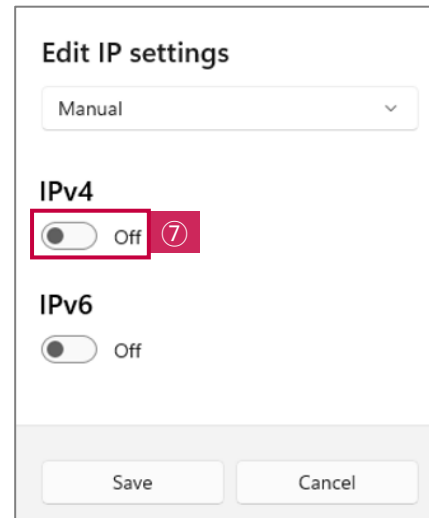 Edit IP settings
Manual
IPv4
Off ⑦
IPv6
Off
Save Cancel